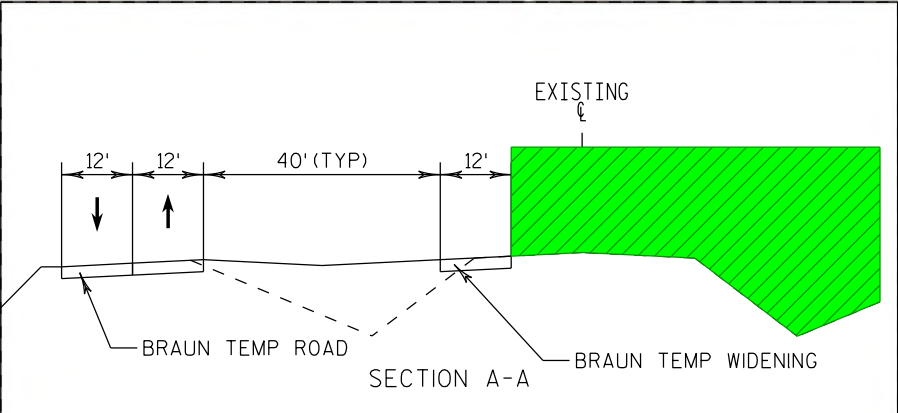 EXISTING
℄
12' 12' 40'(TYP) 12'
BRAUN TEMP ROAD
BRAUN TEMP WIDENING
SECTION A-A